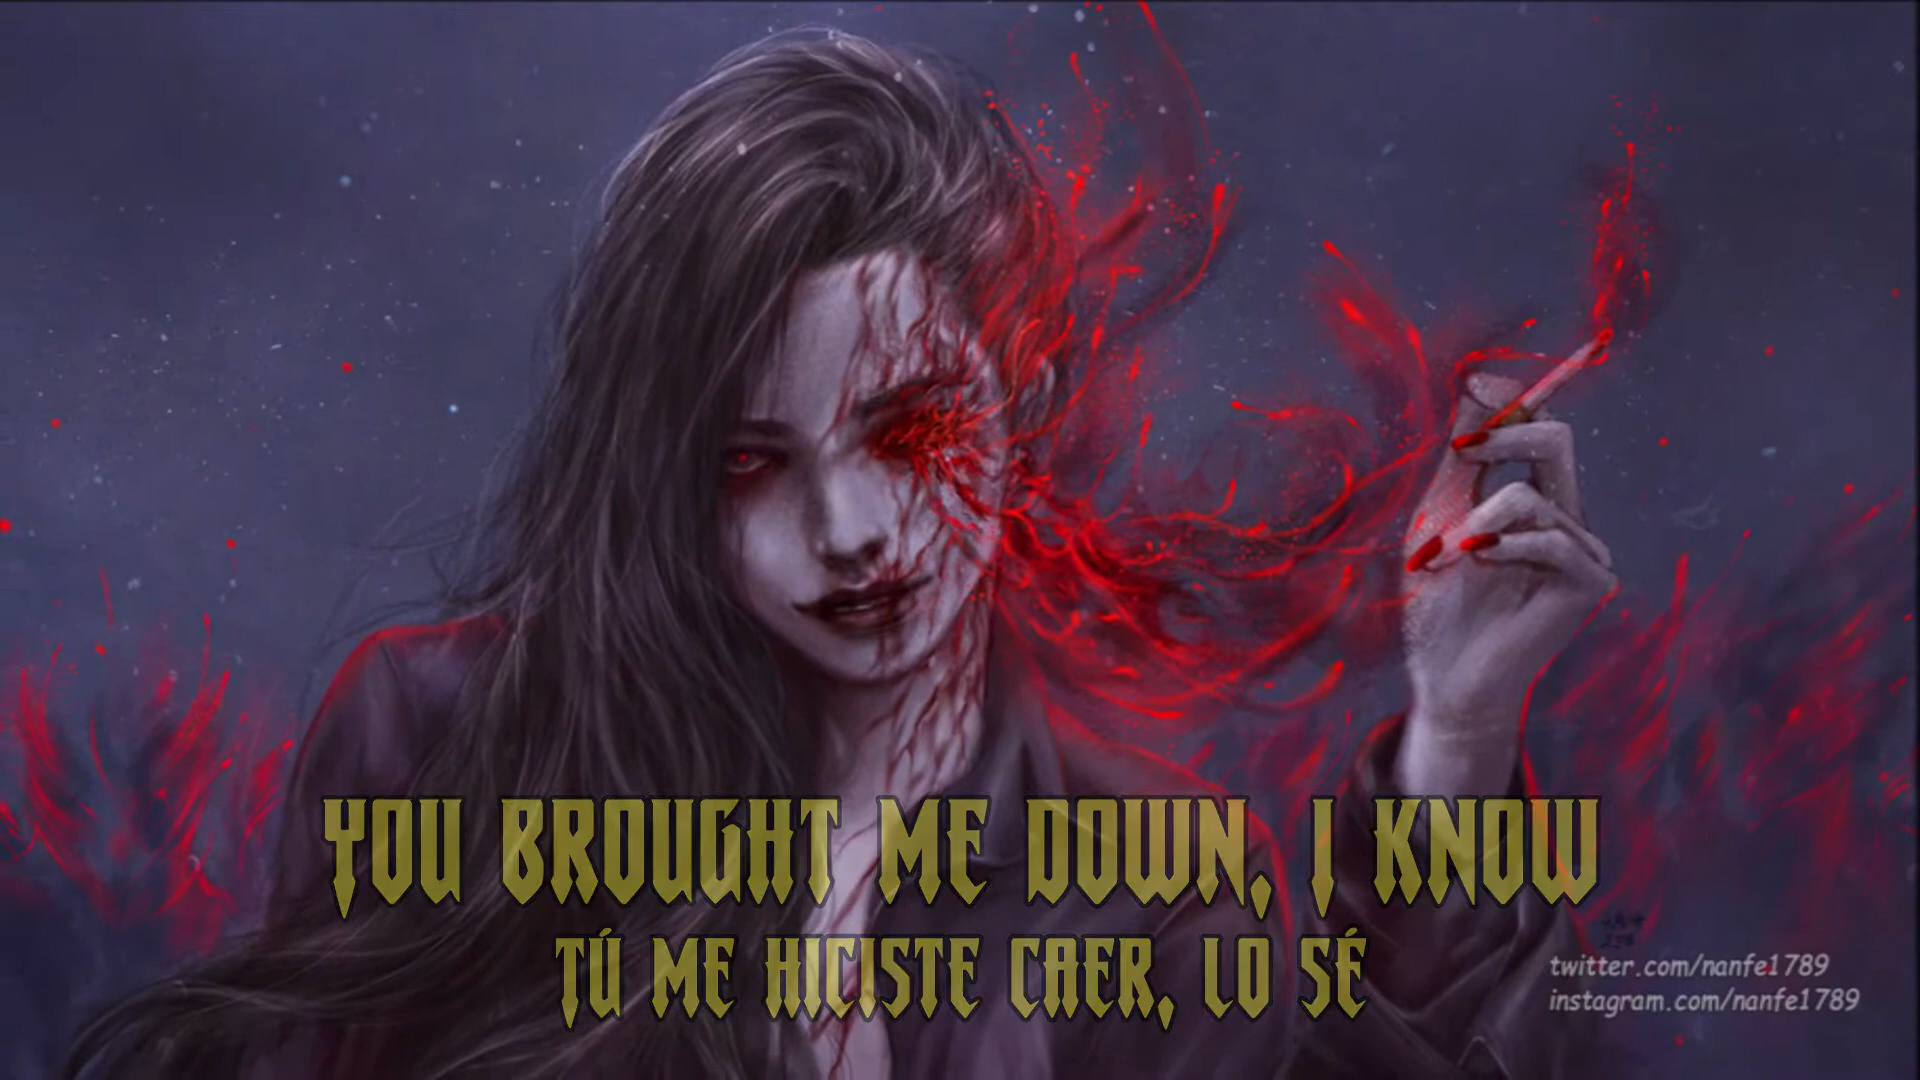 YOU BROUGHT ME DOWN, I KNOW
TÚ ME HICISTE CAER, LO SÉ
twitter.com/nanfe1789
instagram.com/nanfe1789